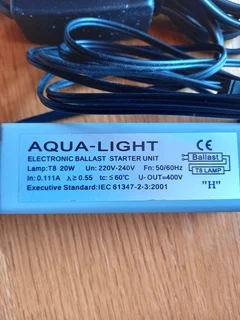 AQUA-LIGHT
CE
ELECTRONIC BALLAST STARTER UNIT
Ballast
Lamp:T8 20W Un: 220V-240V Fn: 50/60Hz
T8 LAMP
In: 0.111A λ≥0.55 tc:≤60℃ U-OUT=400V
"H"
Executive Standard:IEC 61347-2-3:2001